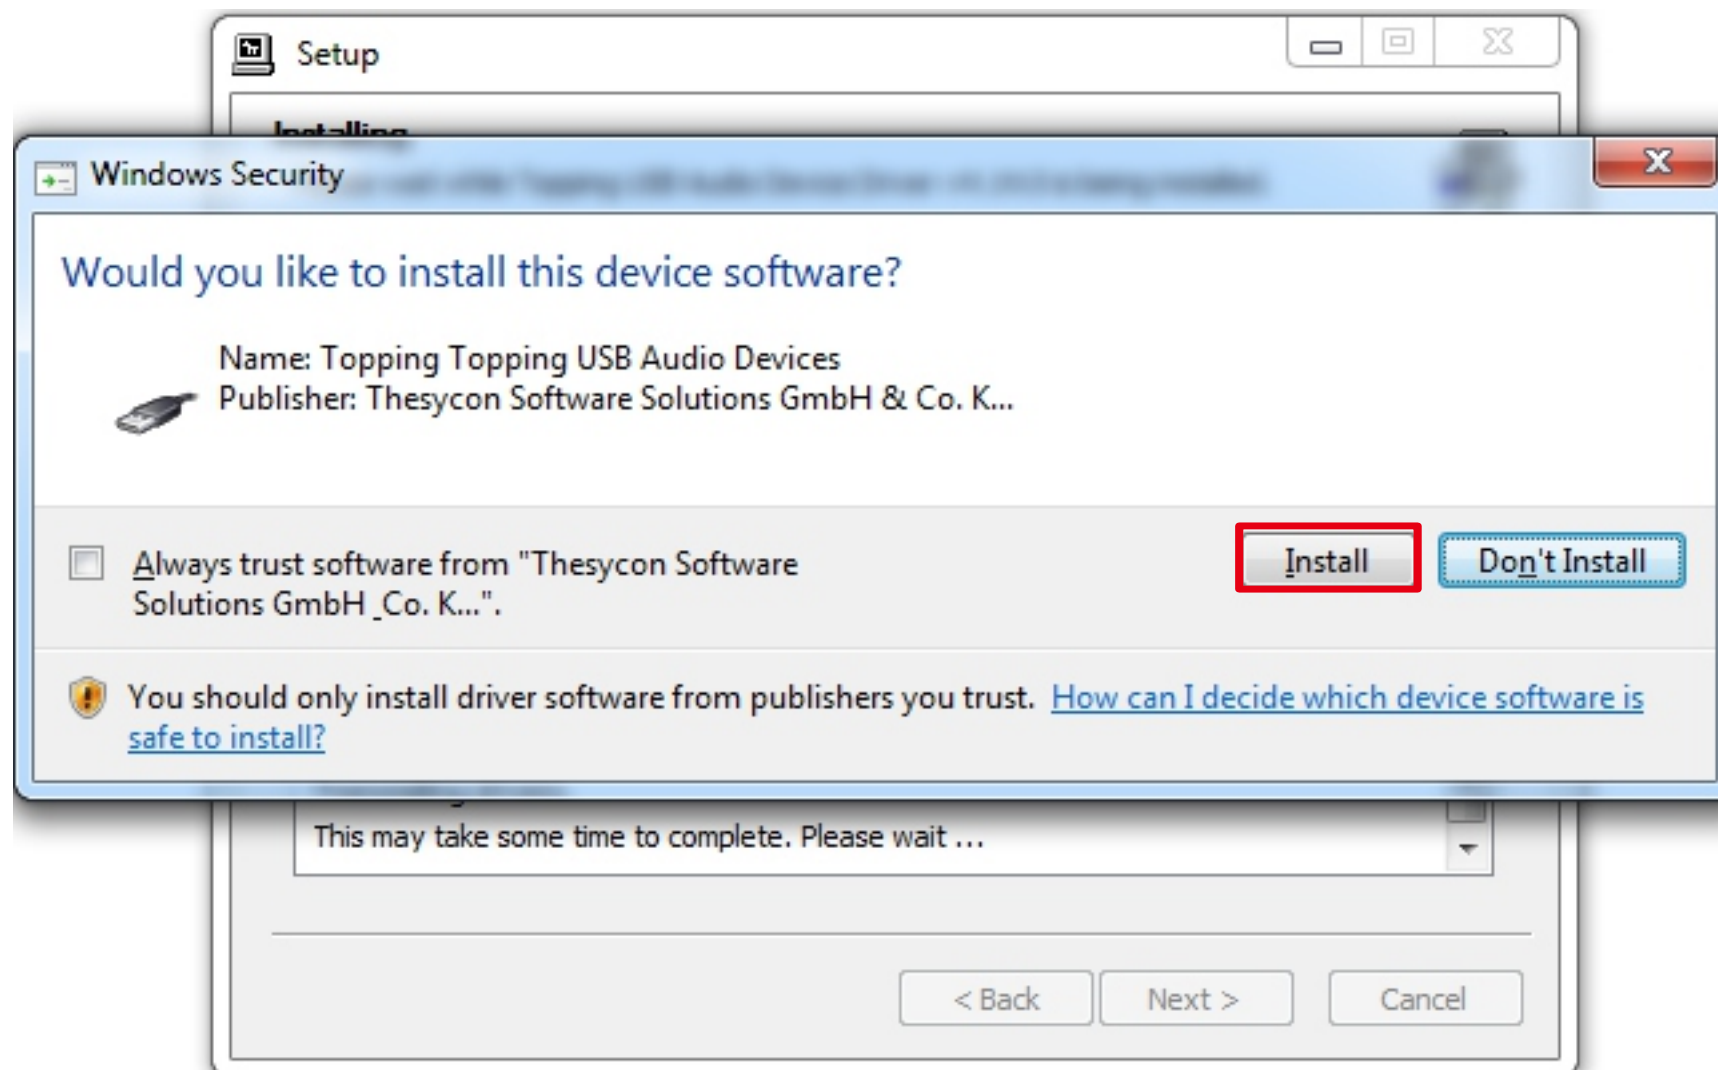 Setup
Installing
Windows Security
Would you like to install this device software?
Name: Topping Topping USB Audio Devices
Publisher: Thesycon Software Solutions GmbH & Co. K...
Always trust software from "Thesycon Software
Solutions GmbH _Co. K...".
Install
Don't Install
You should only install driver software from publishers you trust. How can I decide which device software is
safe to install?
This may take some time to complete. Please wait ...
< Back
Next >
Cancel